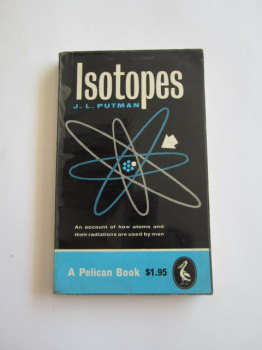 Isotopes
J. L. PUTMAN
An account of how atoms and
their radiations are used by man
A Pelican Book $1.95